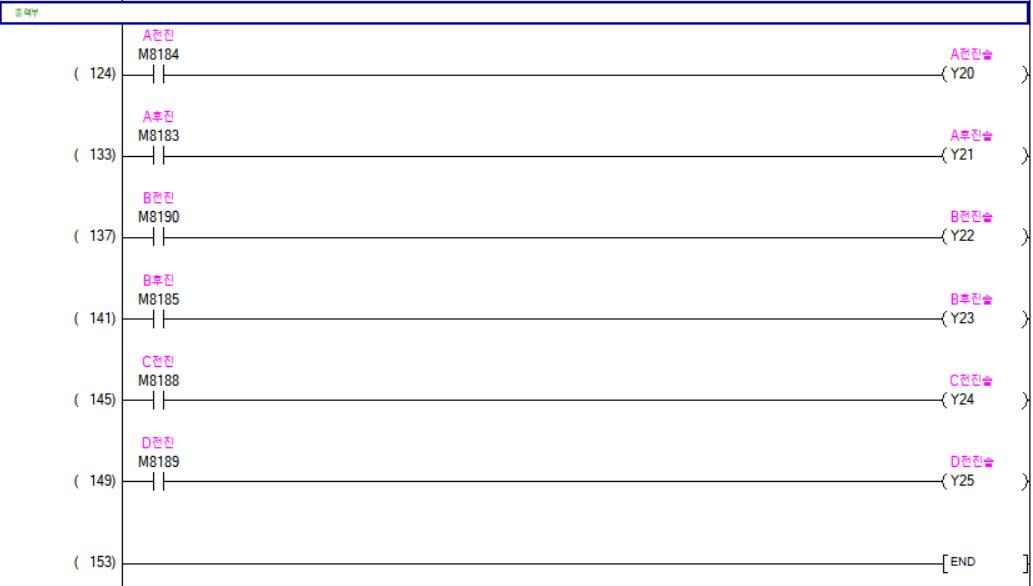 출력부
A전진
M8184
A전진솔
( 124)
( Y20 )
A후진
M8183
A후진솔
( 133)
( Y21 )
B전진
M8190
B전진솔
( 137)
( Y22 )
B후진
M8185
B후진솔
( 141)
( Y23 )
C전진
M8188
C전진솔
( 145)
( Y24 )
D전진
M8189
D전진솔
( 149)
( Y25 )
( 153)
[ END ]